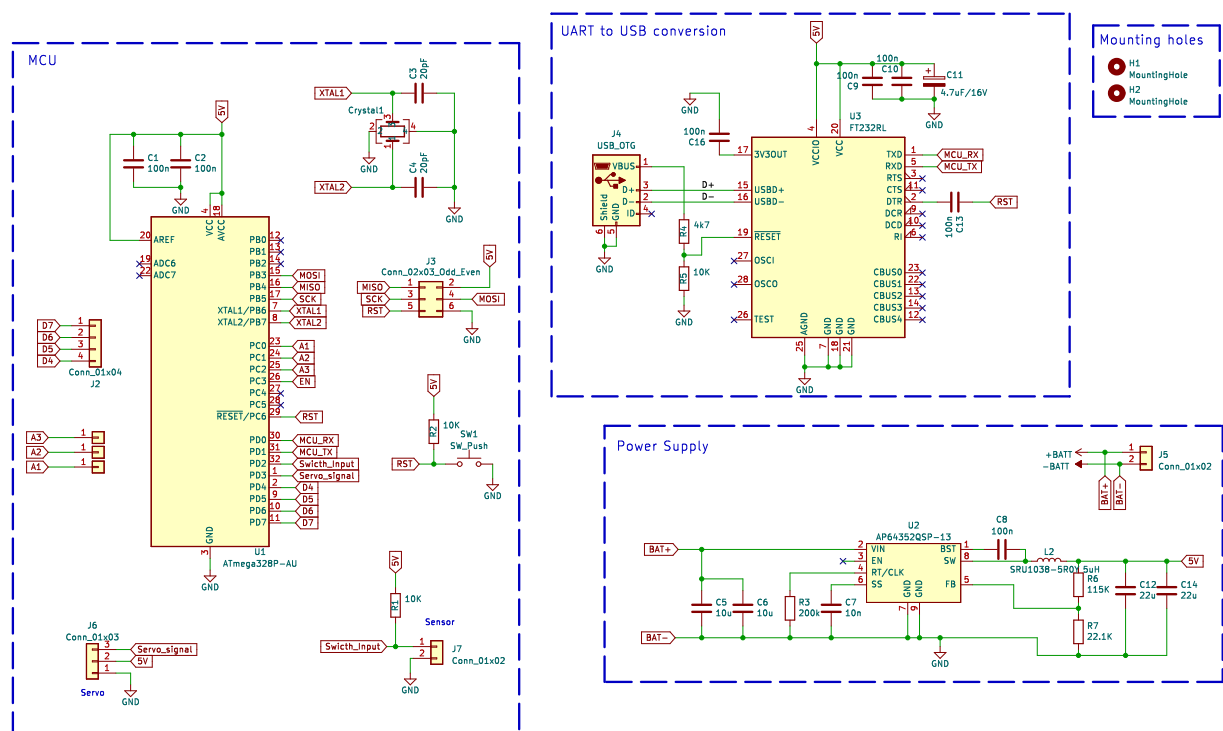 MCU
5V
C1
100n
C2
100n
GND
20
AREF
19
ADC6
22
ADC7
4
VCC
18
AVCC
PB0
12
PB1
13
PB2
14
PB3
15
MOSI
PB4
16
MISO
PB5
17
SCK
XTAL1/PB6
7
XTAL1
XTAL2/PB7
8
XTAL2
PC0
23
A1
PC1
24
A2
PC2
25
A3
PC3
26
EN
PC4
27
PC5
28
RESET/PC6
29
RST
PD0
30
MCU_RX
PD1
31
MCU_TX
PD2
32
Swicth_Input
PD3
1
Servo_signal
PD4
2
D4
PD5
9
D5
PD6
10
D6
PD7
11
D7
GND
3
U1
ATmega328P-AU
GND
XTAL1
C3
20pF
Crystal1
3
2
4
1
GND
XTAL2
C4
20pF
GND
J3
Conn_02x03_Odd_Even
5V
MISO
1
2
SCK
3
4
MOSI
RST
5
6
GND
D7
1
D6
2
D5
3
D4
4
Conn_01x04
J2
A3
1
A2
1
A1
1
5V
R2
10K
SW1
SW_Push
RST
GND
5V
R1
10K
Sensor
Swicth_Input
1
2
J7
Conn_01x02
GND
J6
Conn_01x03
3
Servo_signal
2
5V
1
Servo
GND
UART to USB conversion
5V
100n
C9
100n
C10
C11
4.7uF/16V
GND
GND
100n
C16
U3
FT232RL
J4
USB_OTG
VBUS
1
D+
3
D-
2
ID
4
Shield
GND
6
5
GND
D+
D-
R4
4k7
R5
10K
GND
4
VCCIO
20
VCC
17
3V3OUT
15
USBD+
16
USBD-
19
RESET
27
OSCI
28
OSCO
26
TEST
TXD
1
MCU_RX
RXD
5
MCU_TX
RTS
3
CTS
11
DTR
2
100n
C13
RST
DCR
9
DCD
10
RI
6
CBUS0
23
CBUS1
22
CBUS2
13
CBUS3
14
CBUS4
12
AGND
25
GND
7
GND
18
GND
21
GND
Mounting holes
H1
MountingHole
H2
MountingHole
Power Supply
+BATT
-BATT
1
2
J5
Conn_01x02
BAT+
BAT-
U2
AP64352QSP-13
BAT+
2
VIN
3
EN
4
RT/CLK
6
SS
BST
1
SW
8
FB
5
GND
7
GND
9
C8
100n
L2
SRU1038-5R0Y 5uH
5V
C5
10u
C6
10u
R3
200k
C7
10n
R6
115K
R7
22.1K
C12
22u
C14
22u
BAT-
GND